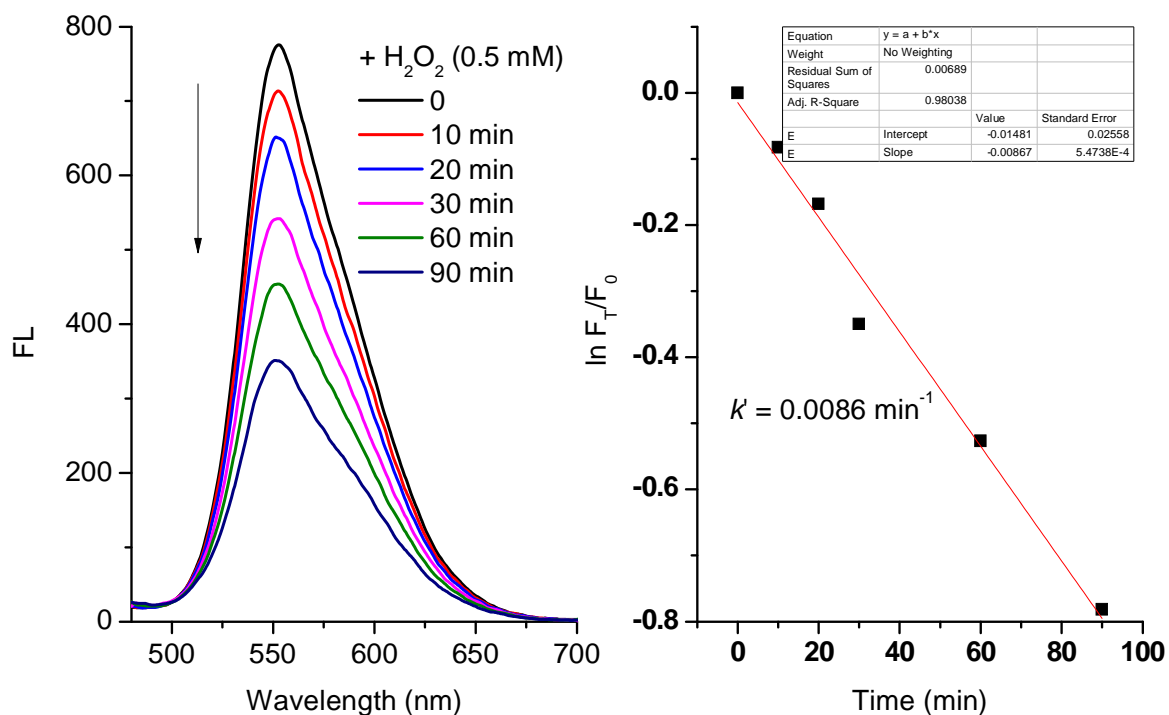 800
600
400
200
0
FL
500
550
600
650
700
Wavelength (nm)
+ H₂O₂ (0.5 mM)
0
10 min
20 min
30 min
60 min
90 min
0.0
-0.2
-0.4
-0.6
-0.8
ln F_T/F₀
0
20
40
60
80
100
Time (min)
k' = 0.0086 min⁻¹
Equation y = a + b*x
Weight No Weighting
Residual Sum of Squares 0.00689
Adj. R-Square 0.98038
Value Standard Error
E Intercept -0.01481 0.02558
E Slope -0.00867 5.4738E-4